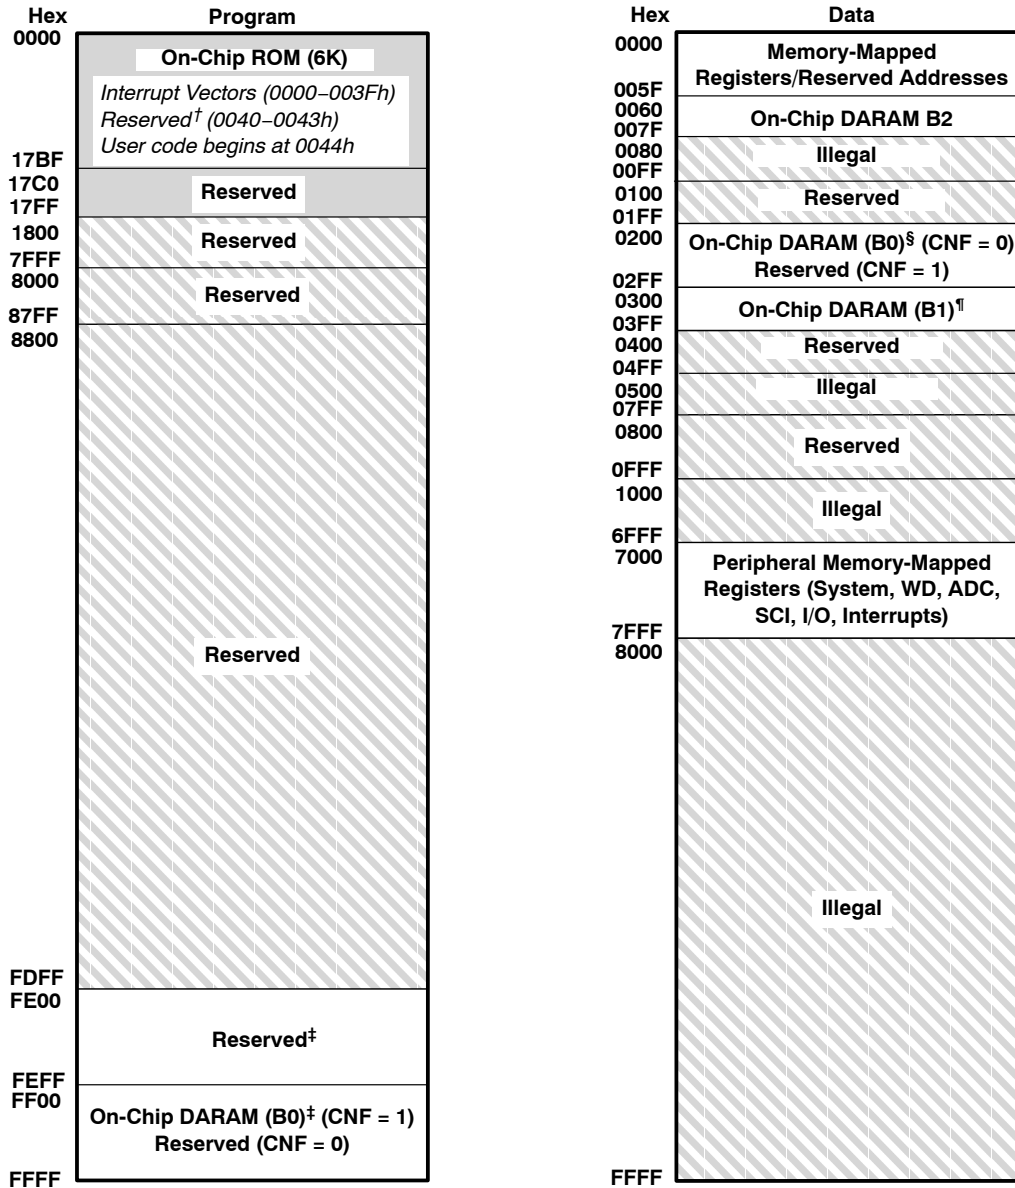 Hex Program
0000
On-Chip ROM (6K)
Interrupt Vectors (0000−003Fh)
Reserved† (0040−0043h)
User code begins at 0044h
17BF
17C0
Reserved
17FF
1800
Reserved
7FFF
8000
Reserved
87FF
8800
Reserved
FDFF
FE00
Reserved‡
FEFF
FF00
On-Chip DARAM (B0)‡ (CNF = 1)
Reserved (CNF = 0)
FFFF
Hex Data
0000
Memory-Mapped
Registers/Reserved Addresses
005F
0060
On-Chip DARAM B2
007F
0080
Illegal
00FF
0100
Reserved
01FF
0200
On-Chip DARAM (B0)§ (CNF = 0)
Reserved (CNF = 1)
02FF
0300
On-Chip DARAM (B1)¶
03FF
0400
Reserved
04FF
0500
Illegal
07FF
0800
Reserved
0FFF
1000
Illegal
6FFF
7000
Peripheral Memory-Mapped
Registers (System, WD, ADC,
SCI, I/O, Interrupts)
7FFF
8000
Illegal
FFFF